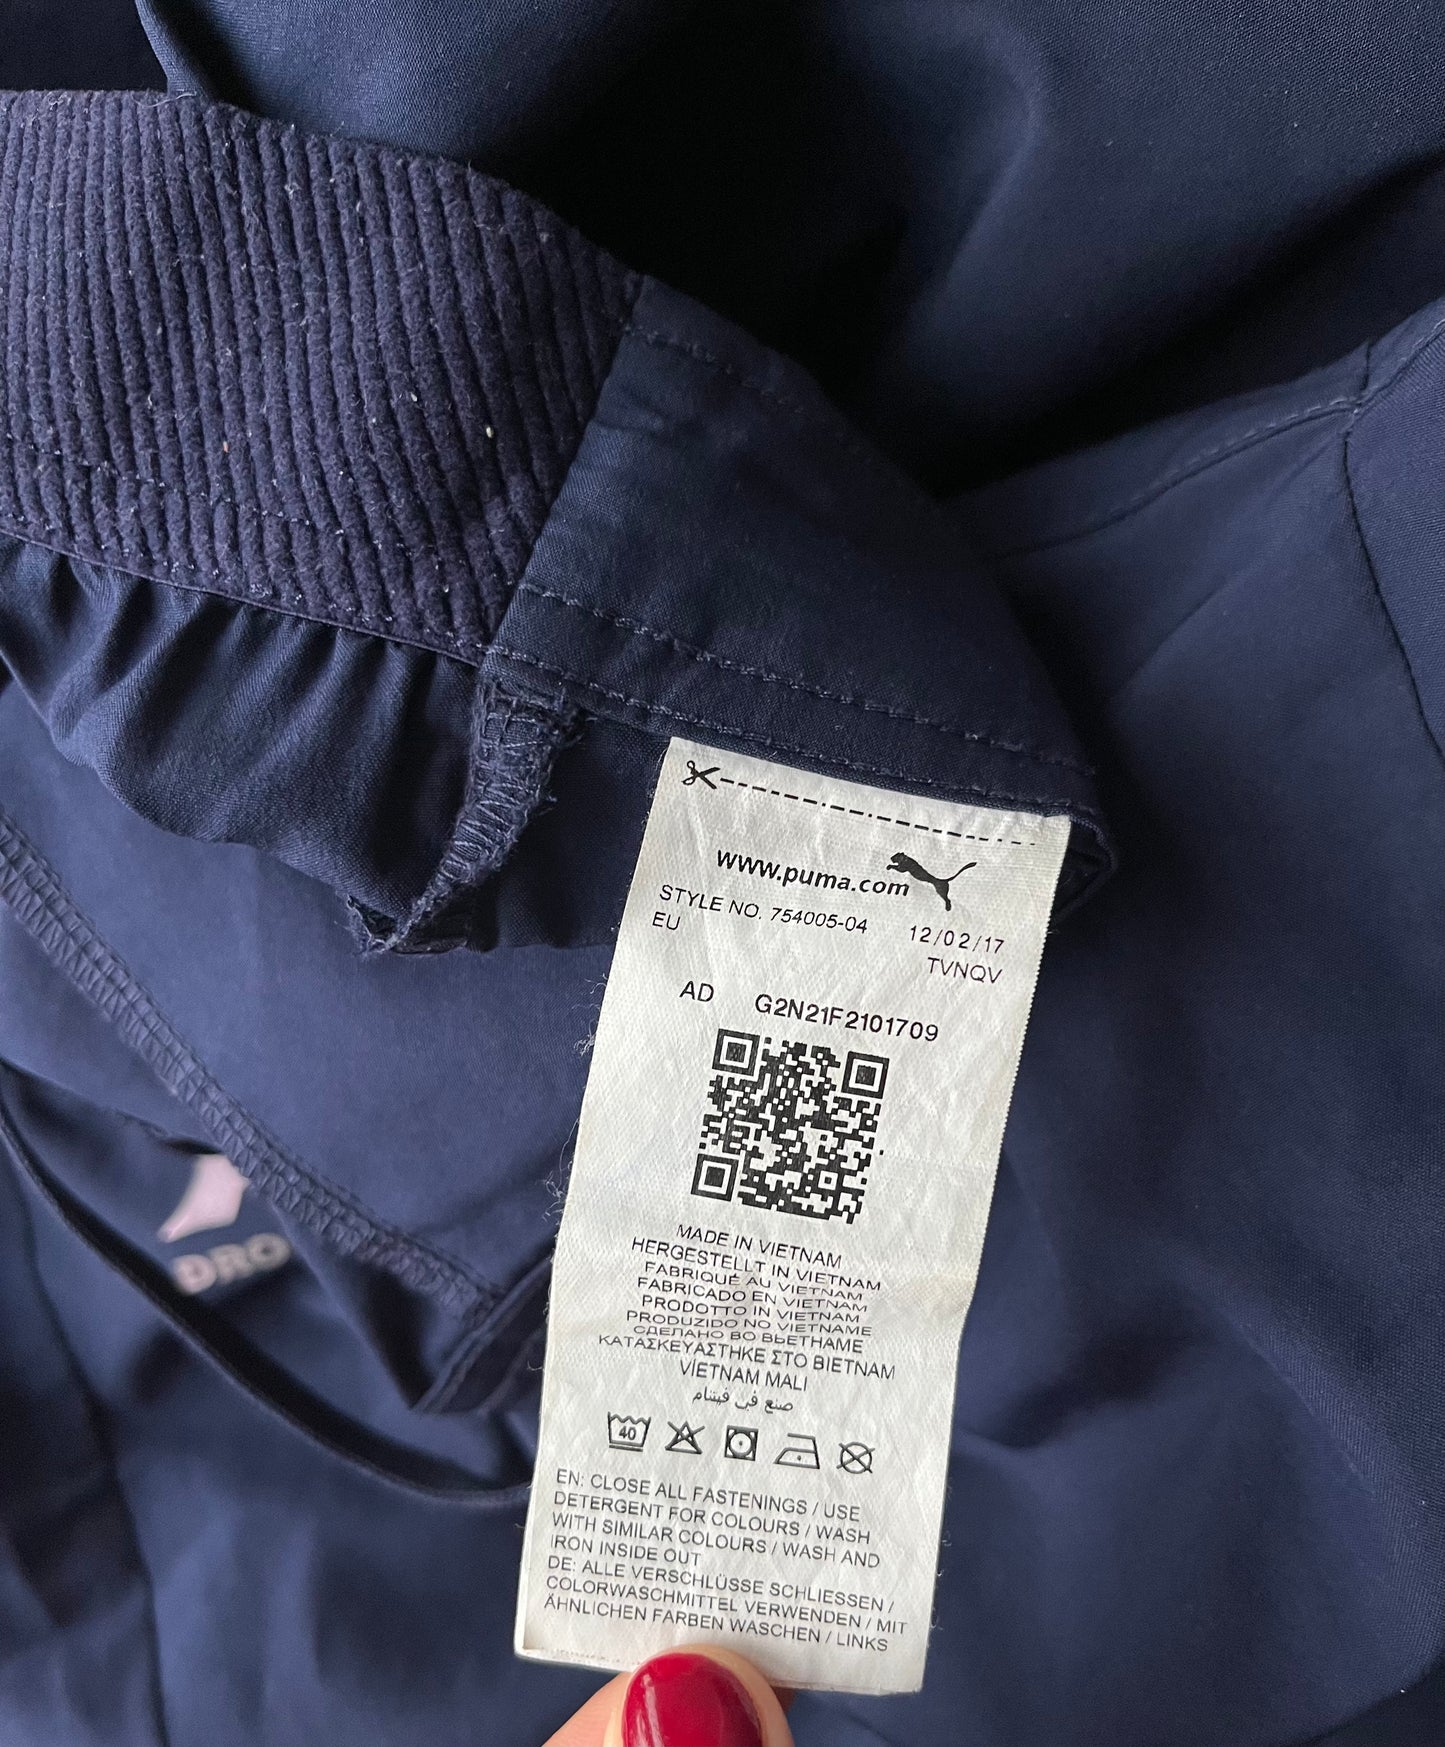 www.puma.com
STYLE NO. 754005-04 12/02/17
EU TVNQV
AD G2N21F2101709
MADE IN VIETNAM
HERGESTELLT IN VIETNAM
FABRIQUÉ AU VIETNAM
FABRICADO EN VIETNAM
PRODOTTO IN VIETNAM
PRODUZIDO NO VIETNAME
СДЕЛАНО ВО ВЬЕТНАМЕ
ΚΑΤΑΣΚΕΥΑΣΤΗΚΕ ΣΤΟ ΒΙΕΤΝΑΜ
VİETNAM MALI
صنع في فيتنام
40
EN: CLOSE ALL FASTENINGS / USE
DETERGENT FOR COLOURS / WASH
WITH SIMILAR COLOURS / WASH AND
IRON INSIDE OUT
DE: ALLE VERSCHLÜSSE SCHLIESSEN /
COLORWASCHMITTEL VERWENDEN / MIT
ÄHNLICHEN FARBEN WASCHEN / LINKS
DRO